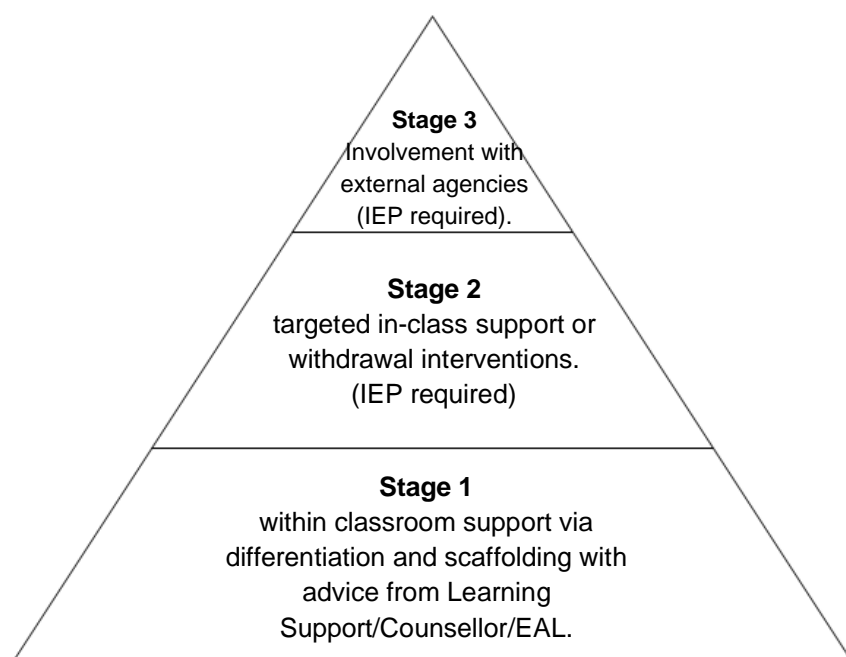 Stage 3
Involvement with
external agencies
(IEP required).
Stage 2
targeted in-class support or
withdrawal interventions.
(IEP required)
Stage 1
within classroom support via
differentiation and scaffolding with
advice from Learning
Support/Counsellor/EAL.